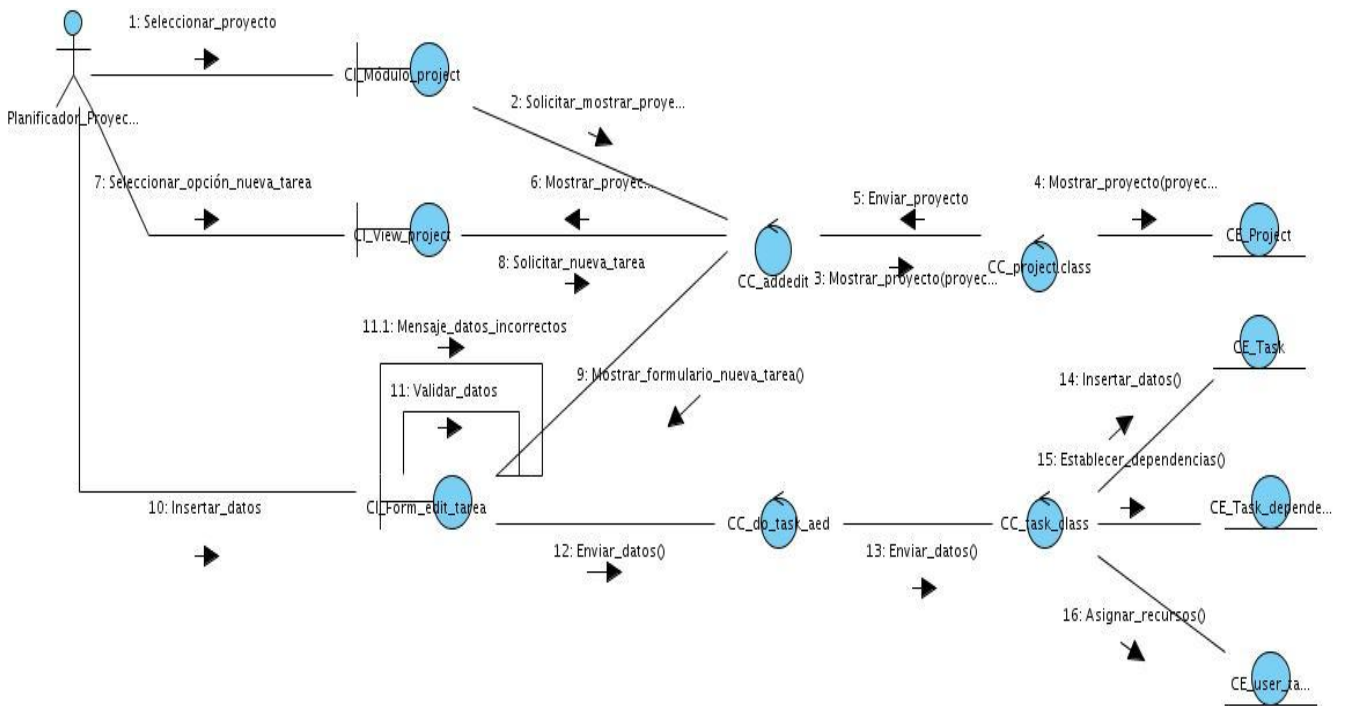 1: Seleccionar_proyecto
CI_Módulo_project
Planificador_Proyec...
2: Solicitar_mostrar_proye...
7: Seleccionar_opción_nueva_tarea
6: Mostrar_proyec...
5: Enviar_proyecto
4: Mostrar_proyecto(proyec...
CI_View_project
CE_Project
8: Solicitar_nueva_tarea
CC_addedit
3: Mostrar_proyecto(proyec...
CC_project.class
11.1: Mensaje_datos_incorrectos
CE_Task
9: Mostrar_formulario_nueva_tarea()
14: Insertar_datos()
11: Validar_datos
15: Establecer_dependencias()
10: Insertar_datos
CI_Form_edit_tarea
CC_do_task_aed
CC_task_class
CE_Task_depende...
12: Enviar_datos()
13: Enviar_datos()
16: Asignar_recursos()
CE_user_ta...